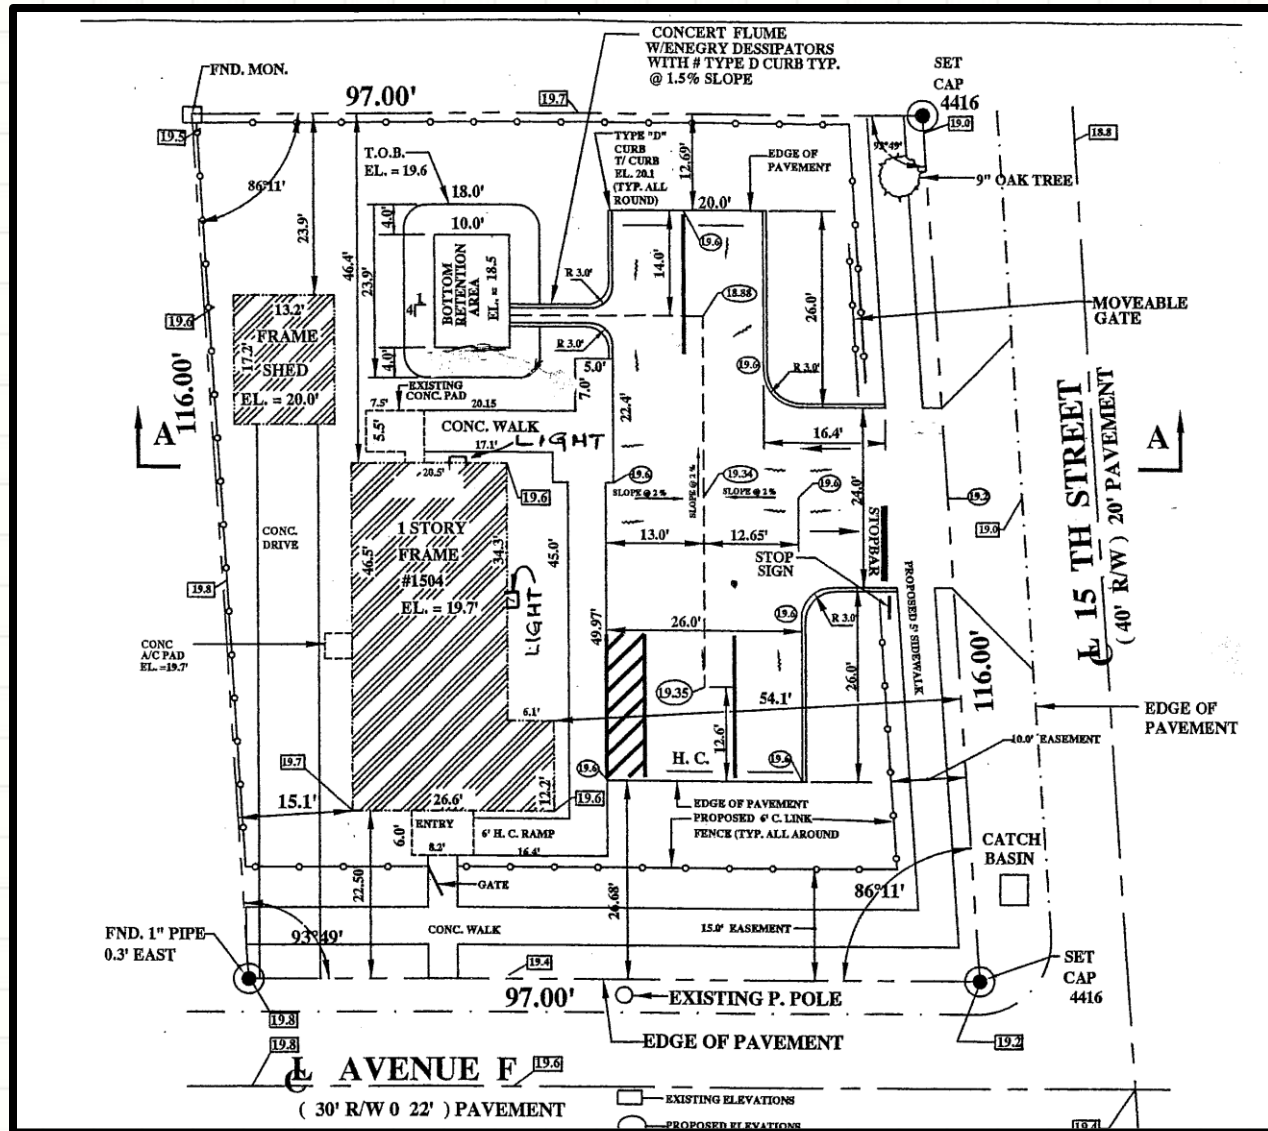 CONCERT FLUME
W/ENEGRY DESSIPATORS
WITH # TYPE D CURB TYP.
@ 1.5% SLOPE
FND. MON.
97.00'
19.7
SET
CAP
4416
19.5
19.0
18.8
86°11'
T.O.B.
EL. = 19.6
TYPE "D"
CURB
T/ CURB
EL. 20.1
(TYP. ALL
ROUND)
12.69'
EDGE OF
PAVEMENT
93°49'
9" OAK TREE
18.0'
20.0'
23.9'
46.4'
23.9'
4.0'
10.0'
19.6
14.0'
BOTTOM
RETENTION
AREA
EL. = 18.5
1
4
R 3.0'
18.88
26.0'
MOVEABLE
GATE
13.2'
FRAME
SHED
17.2'
EL. = 20.0'
19.6
4.0'
R 3.0'
5.0'
7.0'
19.6
R 3.0'
116.00'
A
EXISTING
CONC. PAD
7.5'
20.15
5.5'
CONC. WALK
17.1'
LIGHT
22.4'
16.4'
A
15 TH STREET
( 40' R/W ) 20' PAVEMENT
20.5'
19.6
19.6
SLOPE @ 2%
SLOPE @ 2%
19.34
SLOPE @ 2%
19.6
24.0'
19.2
19.0
CONC.
DRIVE
1 STORY
FRAME
#1504
EL. = 19.7'
46.5'
34.3'
45.0'
LIGHT
13.0'
12.65'
STOPBAR
STOP
SIGN
19.8
PROPOSED 5' SIDEWALK
CONC
A/C PAD
EL. =19.7'
49.97'
26.0'
19.6
R 3.0'
26.0'
116.00'
19.35
54.1'
6.1'
12.6'
H. C.
EDGE OF
PAVEMENT
10.0' EASEMENT
19.7
19.6
19.6
15.1'
26.6'
12.2'
19.6
EDGE OF PAVEMENT
PROPOSED 6' C. LINK
FENCE (TYP. ALL AROUND
6.0'
ENTRY
8.2'
6' H. C. RAMP
16.4'
CATCH
BASIN
22.50'
GATE
26.68'
86°11'
FND. 1" PIPE
0.3' EAST
93°49'
CONC. WALK
15.0' EASEMENT
19.4
SET
CAP
4416
97.00'
EXISTING P. POLE
19.8
EDGE OF PAVEMENT
19.2
19.8
AVENUE F
19.6
( 30' R/W 0 22' ) PAVEMENT
EXISTING ELEVATIONS
PROPOSED ELEVATIONS
19.4